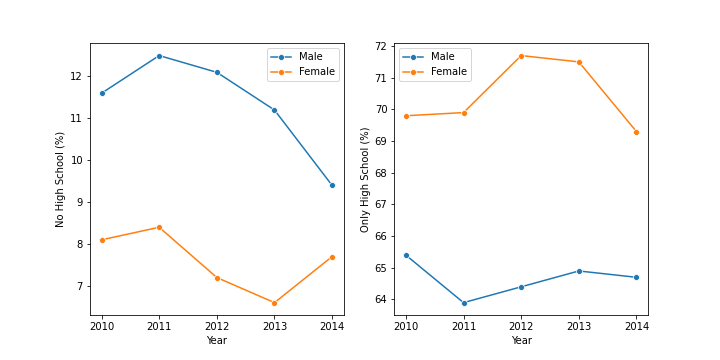 No High School (%)
12
11
10
9
8
7
Male
Female
2010 2011 2012 2013 2014
Year
Only High School (%)
72
71
70
69
68
67
66
65
64
Male
Female
2010 2011 2012 2013 2014
Year